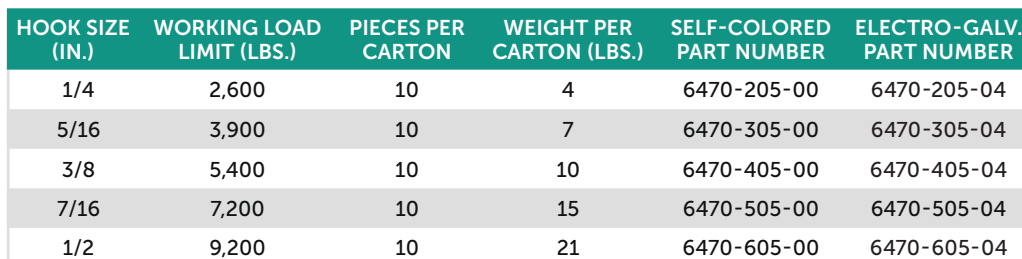 HOOK SIZE (IN.) WORKING LOAD LIMIT (LBS.) PIECES PER CARTON WEIGHT PER CARTON (LBS.) SELF-COLORED PART NUMBER ELECTRO-GALV. PART NUMBER
1/4 2,600 10 4 6470-205-00 6470-205-04
5/16 3,900 10 7 6470-305-00 6470-305-04
3/8 5,400 10 10 6470-405-00 6470-405-04
7/16 7,200 10 15 6470-505-00 6470-505-04
1/2 9,200 10 21 6470-605-00 6470-605-04